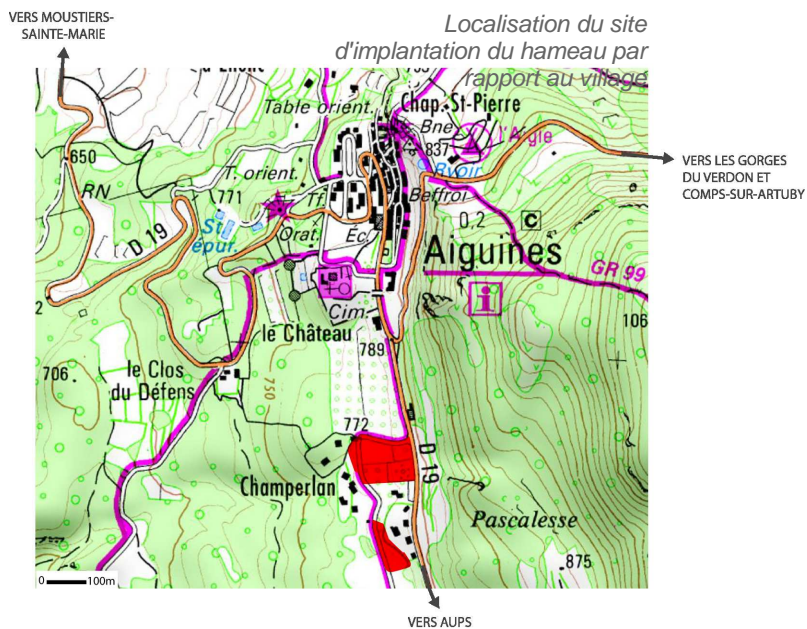 VERS MOUSTIERS-
SAINTE-MARIE
Localisation du site
d'implantation du hameau par
rapport au village
Table orient.
Chap. St-Pierre
Bne
l'Aigle
837
650
T. orient.
Rvoir
VERS LES GORGES
DU VERDON ET
COMPS-SUR-ARTUBY
RN
771
Tf
Beffroi
St
épur.
D 19
Orat.
Éc.
0,2
C
Aiguines
GR 99
i
Cim.
le Château
789
106
706
le Clos
du Défens
750
772
D 19
Champerlan
Pascalesse
875
0
100m
VERS AUPS